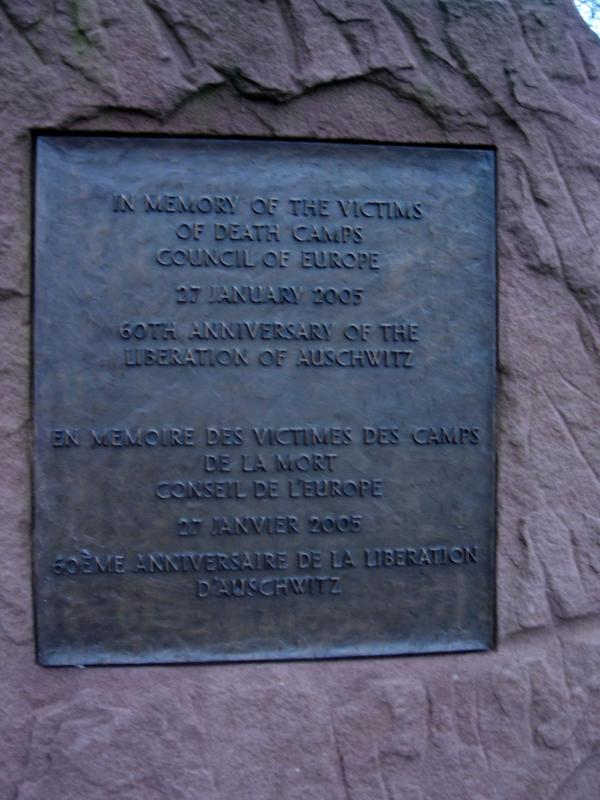 IN MEMORY OF THE VICTIMS
OF DEATH CAMPS
COUNCIL OF EUROPE
27 JANUARY 2005
60TH ANNIVERSARY OF THE
LIBERATION OF AUSCHWITZ
EN MEMOIRE DES VICTIMES DES CAMPS
DE LA MORT
CONSEIL DE L'EUROPE
27 JANVIER 2005
60ÈME ANNIVERSAIRE DE LA LIBERATION
D'AUSCHWITZ